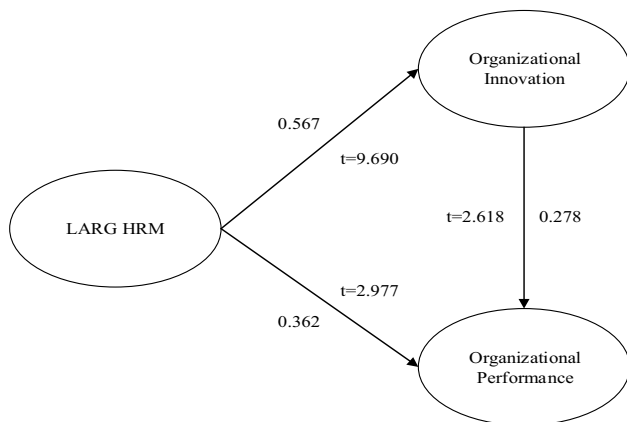 Organizational
Innovation
0.567
t=9.690
t=2.618
0.278
LARG HRM
t=2.977
0.362
Organizational
Performance